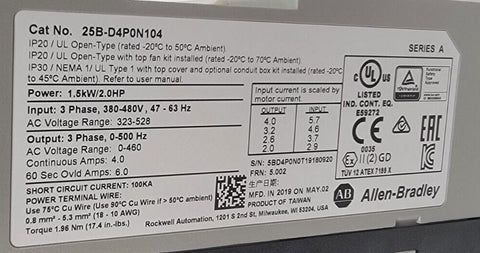 Cat No. 25B-D4P0N104
SERIES A
IP20 / UL Open-Type (rated -20°C to 50°C Ambient).
IP20 / UL Open-Type with top fan kit installed (rated -20°C to 70°C Ambient)
IP30 / NEMA 1/ UL Type 1 with top cover and optional conduit box kit installed (rated -20°C
to 45°C Ambient). See user manual.
Power: 1.5kW/2.0HP
Input: 3 Phase, 380-480V, 47 - 63 Hz
AC Voltage Range: 323-528
Output: 3 Phase, 0-500 Hz
AC Voltage Range: 0-460
Continuous Amps: 4.0
60 Sec Ovld Amps: 6.0
Input current is scaled by
motor current.
OUTPUT INPUT
4.0 5.7
3.2 4.6
2.6 3.7
2.0 2.9
S/N: 5BD4P0N0T19180920
FRN: 5.002
MFD. IN 2019 ON MAY.02
PRODUCT OF TAIWAN
SHORT CIRCUIT CURRENT: 100KA
POWER TERMINAL WIRE:
Use 75°C Cu Wire (Use 90°C Cu Wire if > 50°C ambient)
0.8 mm² - 5.3 mm² (18 - 10 AWG)
Torque 1.96 Nm (17.4 in.-lbs).
Rockwell Automation, 1201 S 2nd St, Milwaukee, WI 53204, USA
C UL US
LISTED
IND. CONT. EQ.
E59272
CE
0035
EAC
Ex II (2) GD
TÜV 12 ATEX 7189 X
AB Allen-Bradley